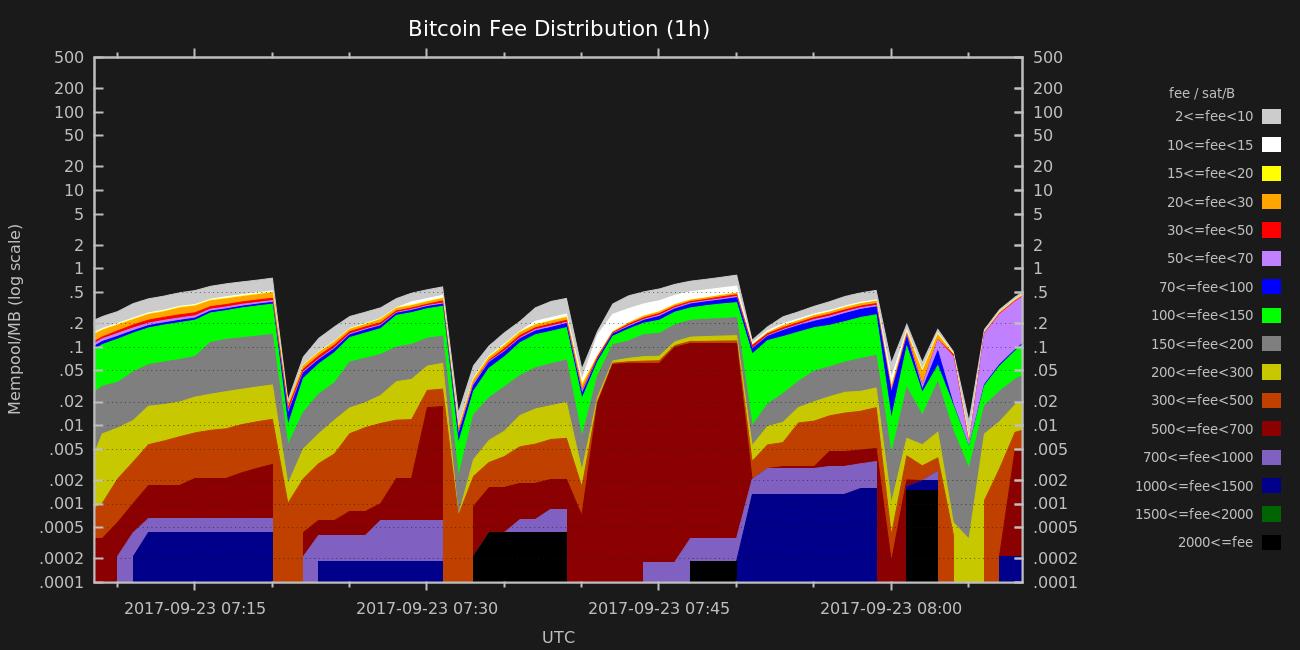 Bitcoin Fee Distribution (1h)
Mempool/MB (log scale)
500
200
100
50
20
10
5
2
1
.5
.2
.1
.05
.02
.01
.005
.002
.001
.0005
.0002
.0001
500
200
100
50
20
10
5
2
1
.5
.2
.1
.05
.02
.01
.005
.002
.001
.0005
.0002
.0001
2017-09-23 07:15
2017-09-23 07:30
2017-09-23 07:45
2017-09-23 08:00
UTC
fee / sat/B
2<=fee<10
10<=fee<15
15<=fee<20
20<=fee<30
30<=fee<50
50<=fee<70
70<=fee<100
100<=fee<150
150<=fee<200
200<=fee<300
300<=fee<500
500<=fee<700
700<=fee<1000
1000<=fee<1500
1500<=fee<2000
2000<=fee